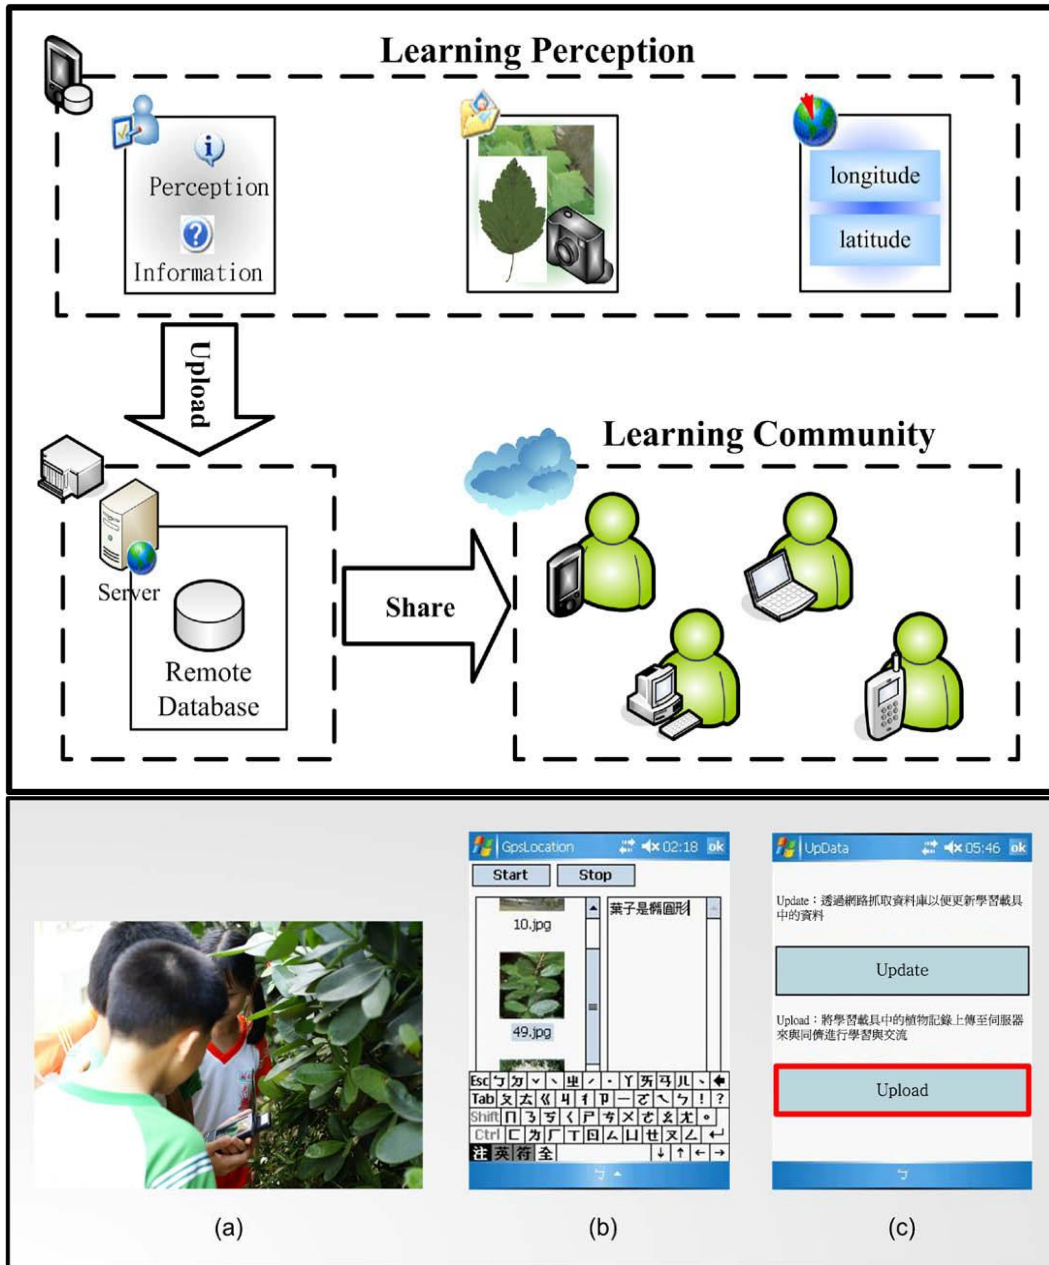 Learning Perception
Perception
Information
longitude
latitude
Upload
Learning Community
Server
Remote
Database
Share
GpsLocation
02:18
ok
Start
Stop
10.jpg
49.jpg
葉子是橢圓形
Esc ㄅ ㄉ ˇ ˋ ㄓ ˊ ˙ ㄚ ㄞ ㄢ ㄦ 、
Tab ㄆ ㄊ ㄍ ㄐ ㄔ ㄗ ㄧ ㄛ ㄟ ㄣ ! ?
Shift ㄇ ㄋ ㄎ ㄑ ㄕ ㄘ ㄨ ㄜ ㄠ ㄤ 。
Ctrl ㄈ ㄌ ㄏ ㄒ ㄖ ㄙ ㄩ ㄝ ㄡ ㄥ ↵
注 英 符 全 ↓ ↑ ← →
ㄅ
UpData
05:46
ok
Update：透過網路抓取資料庫以便更新學習載具
中的資料
Update
Upload：將學習載具中的植物記錄上傳至伺服器
來與同儕進行學習與交流
Upload
ㄅ
(a)
(b)
(c)